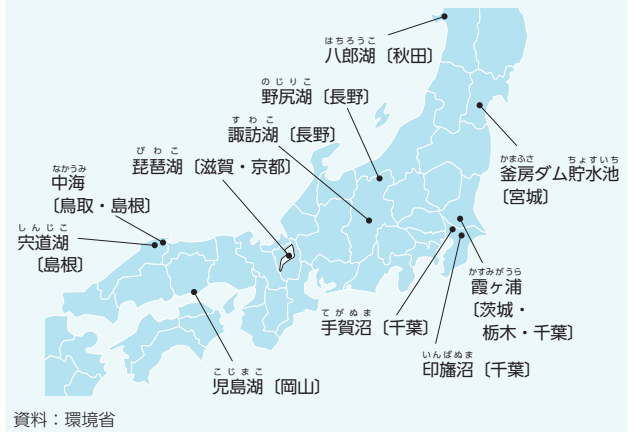 はちろうこ
八郎湖〔秋田〕
のじりこ
野尻湖〔長野〕
すわこ
諏訪湖〔長野〕
びわこ
琵琶湖〔滋賀・京都〕
なかうみ
中海
〔鳥取・島根〕
しんじこ
宍道湖
〔島根〕
かまふさ ちょすいち
釜房ダム貯水池
〔宮城〕
かすみがうら
霞ヶ浦
〔茨城・
栃木・千葉〕
てがぬま
手賀沼〔千葉〕
いんばぬま
印旛沼〔千葉〕
こじまこ
児島湖〔岡山〕
資料:環境省